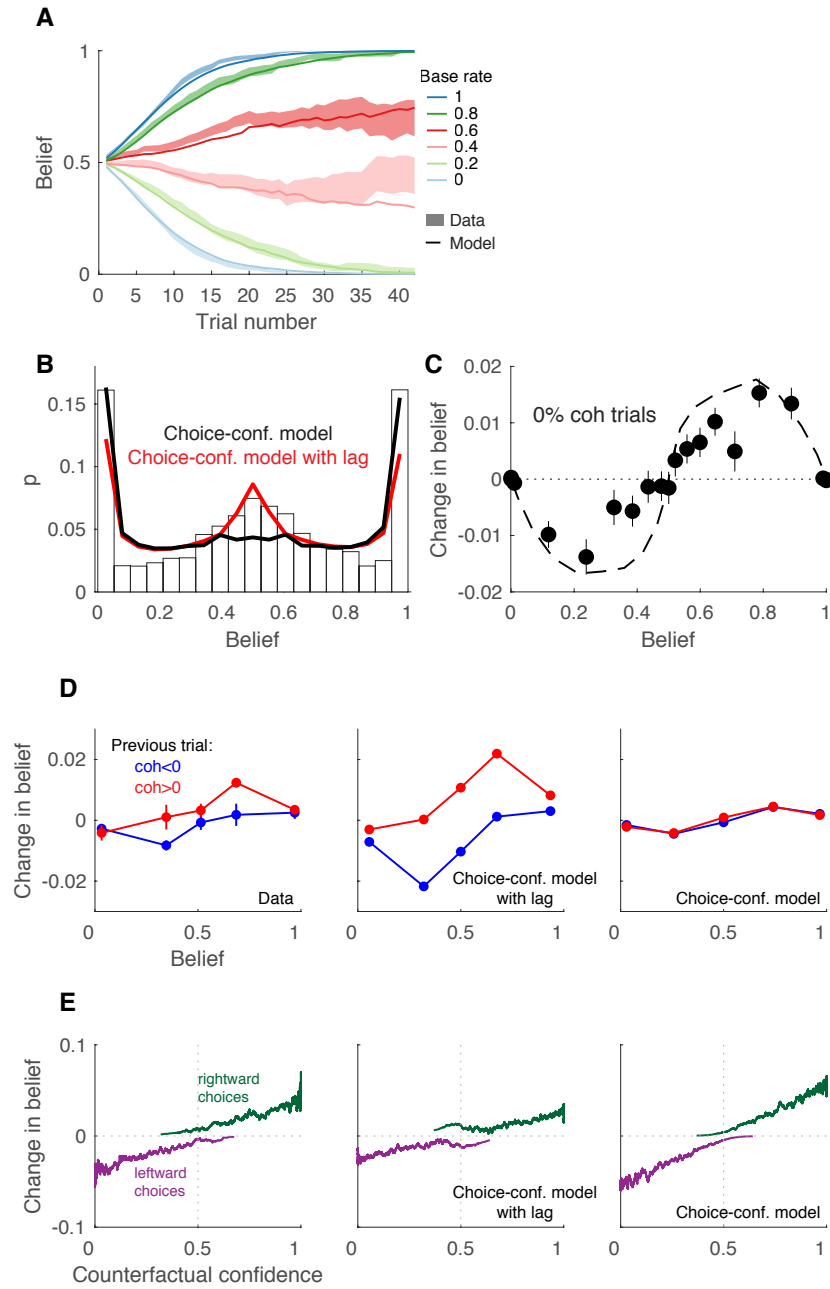 A
1
0.5
0
Belief
0 5 10 15 20 25 30 35 40
Trial number
Base rate
1
0.8
0.6
0.4
0.2
0
Data
Model
B
0.15
0.1
0.05
0
p
Choice-conf. model
Choice-conf. model with lag
0 0.2 0.4 0.6 0.8 1
Belief
C
0.02
0.01
0
-0.01
-0.02
Change in belief
0% coh trials
0 0.2 0.4 0.6 0.8 1
Belief
D
0.02
0
-0.02
Change in belief
Previous trial:
coh<0
coh>0
Data
0 0.5 1
Belief
Choice-conf. model
with lag
0 0.5 1
Choice-conf. model
0 0.5 1
E
0.1
0
-0.1
Change in belief
rightward
choices
leftward
choices
0 0.5 1
Counterfactual confidence
Choice-conf. model
with lag
0 0.5 1
Choice-conf. model
0 0.5 1